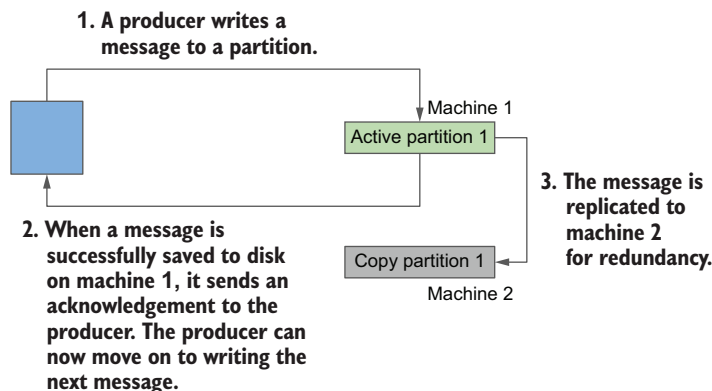 1. A producer writes a
message to a partition.
Machine 1
Active partition 1
3. The message is
replicated to
machine 2
for redundancy.
2. When a message is
successfully saved to disk
on machine 1, it sends an
acknowledgement to the
producer. The producer can
now move on to writing the
next message.
Copy partition 1
Machine 2